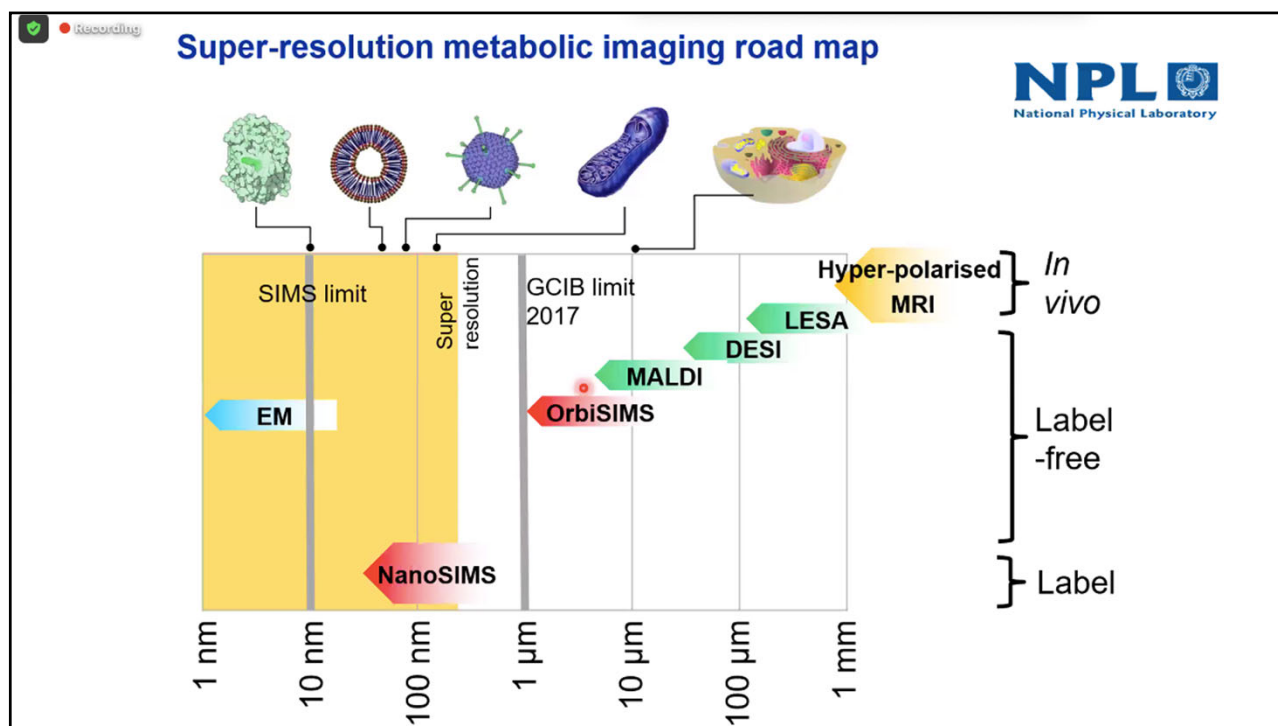 Recording
Super-resolution metabolic imaging road map
NPL
National Physical Laboratory
SIMS limit
Super
resolution
GCIB limit
2017
Hyper-polarised
MRI
In
vivo
LESA
DESI
MALDI
OrbiSIMS
EM
Label
-free
NanoSIMS
Label
1 nm
10 nm
100 nm
1 µm
10 µm
100 µm
1 mm